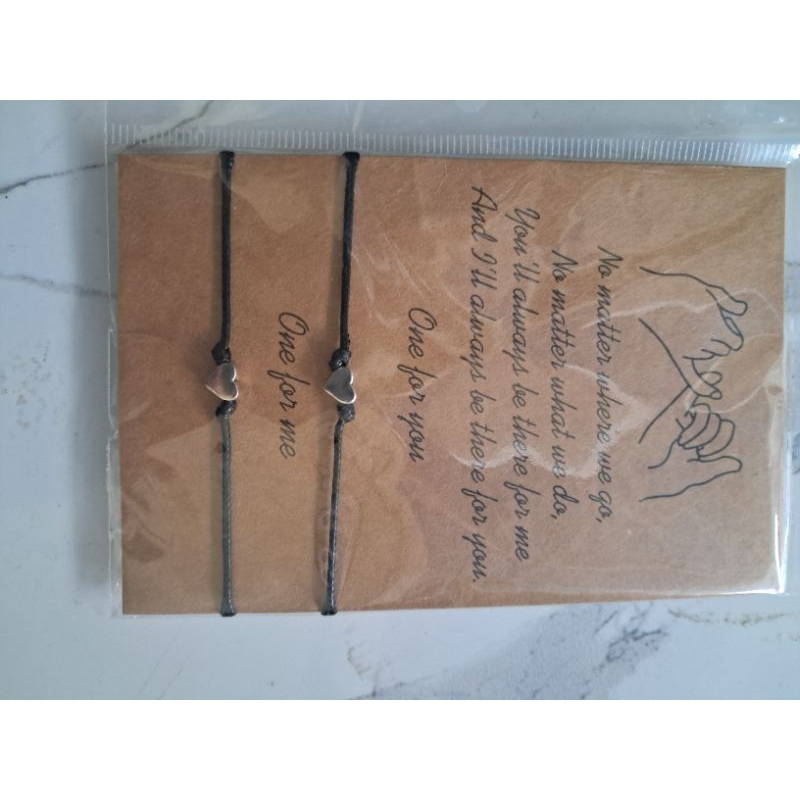 No matter where we go,
No matter what we do,
You'll always be there for me
And I'll always be there for you.
One for you
One for me